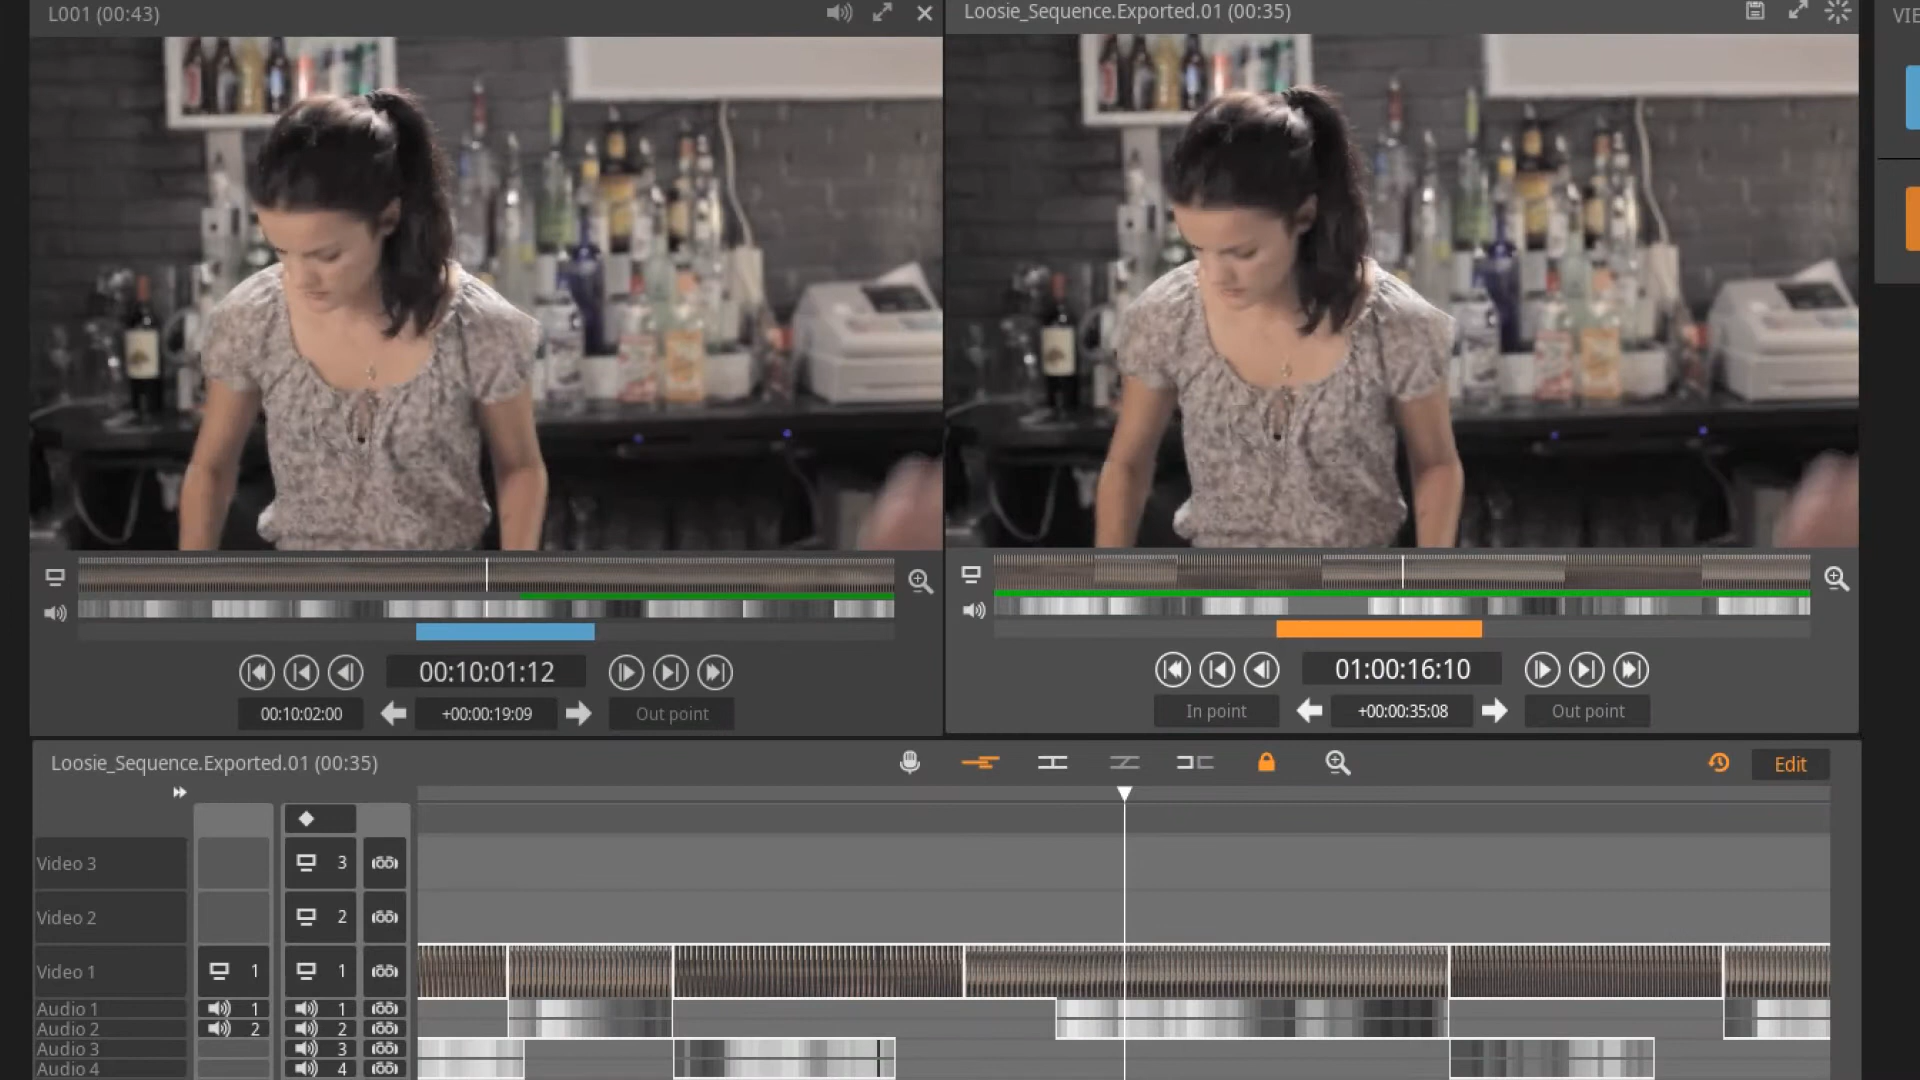 L001 (00:43)
Loosie_Sequence.Exported.01 (00:35)
VIE
00:10:01:12
00:10:02:00
+00:00:19:09
Out point
01:00:16:10
In point
+00:00:35:08
Out point
Loosie_Sequence.Exported.01 (00:35)
Edit
Video 3
3
Video 2
2
Video 1
1
1
Audio 1
1
1
Audio 2
2
2
Audio 3
3
Audio 4
4